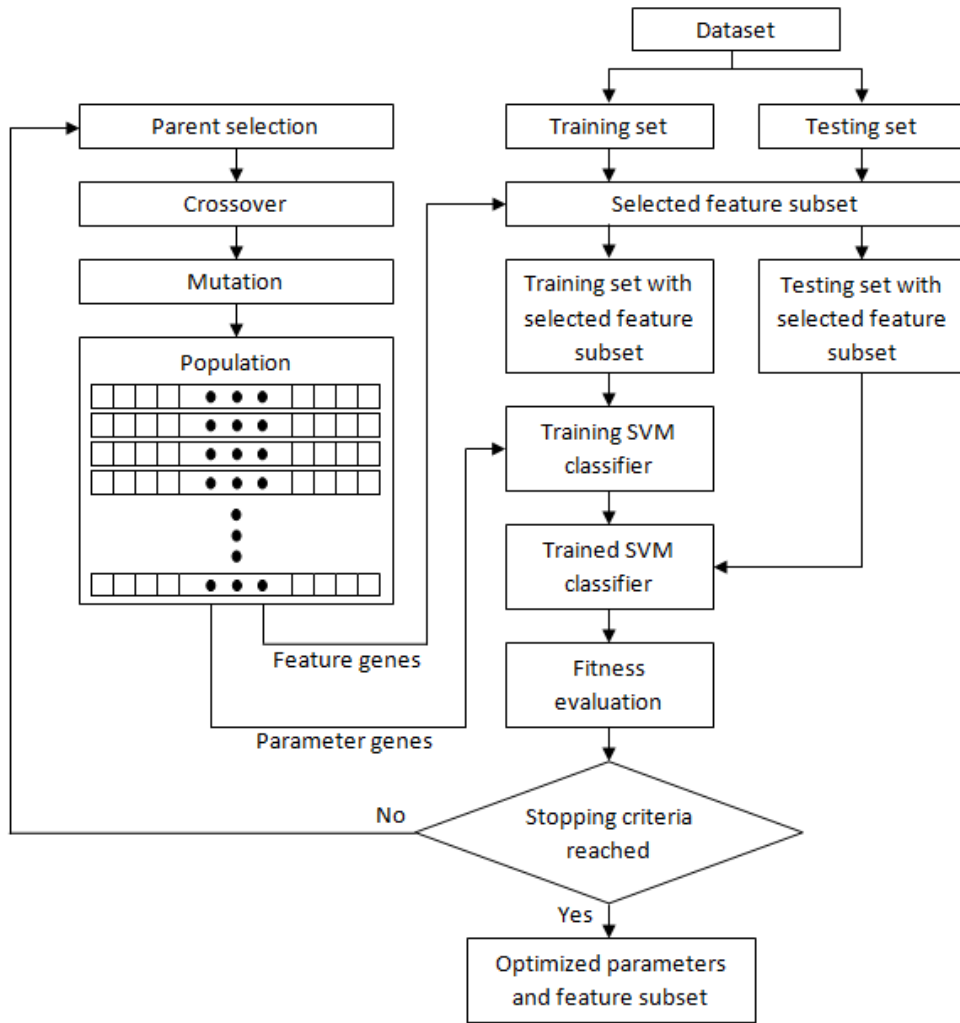 Dataset
Parent selection
Training set
Testing set
Crossover
Selected feature subset
Mutation
Training set with
selected feature
subset
Testing set with
selected feature
subset
Population
Training SVM
classifier
Trained SVM
classifier
Feature genes
Fitness
evaluation
Parameter genes
No
Stopping criteria
reached
Yes
Optimized parameters
and feature subset